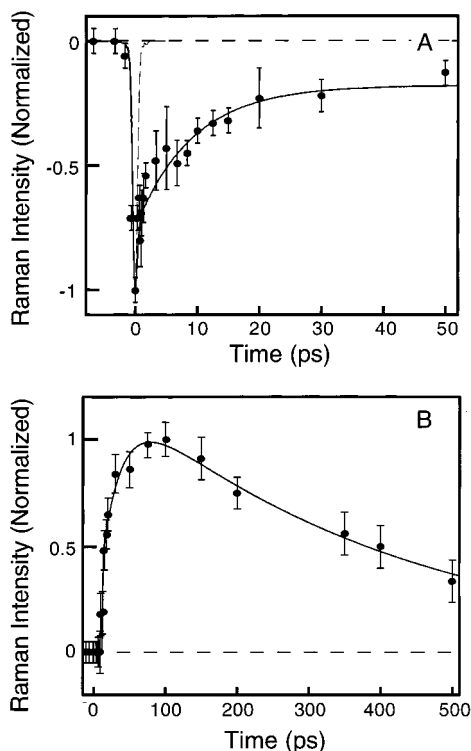 A
Raman Intensity (Normalized)
0
-0.5
-1
0 10 20 30 40 50
Time (ps)
B
Raman Intensity (Normalized)
1
0.5
0
0 100 200 300 400 500
Time (ps)